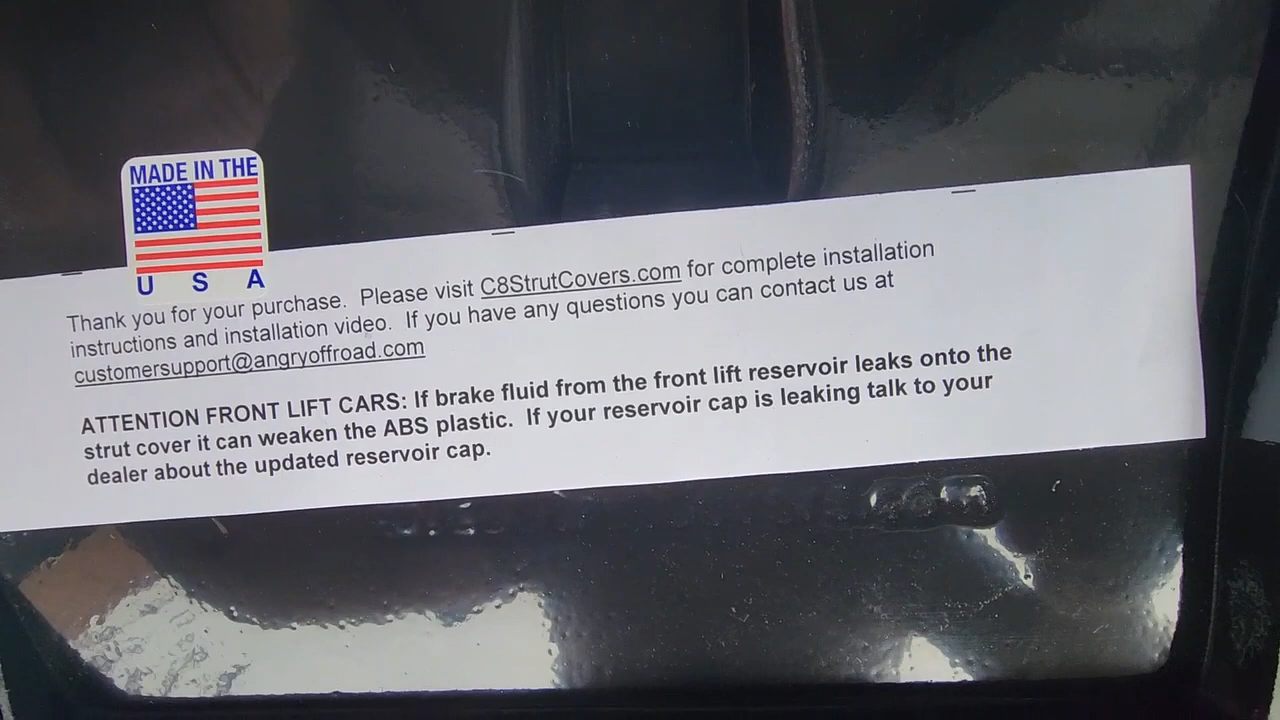 MADE IN THE
U S A
Thank you for your purchase. Please visit C8StrutCovers.com for complete installation
instructions and installation video. If you have any questions you can contact us at
customersupport@angryoffroad.com
ATTENTION FRONT LIFT CARS: If brake fluid from the front lift reservoir leaks onto the
strut cover it can weaken the ABS plastic. If your reservoir cap is leaking talk to your
dealer about the updated reservoir cap.